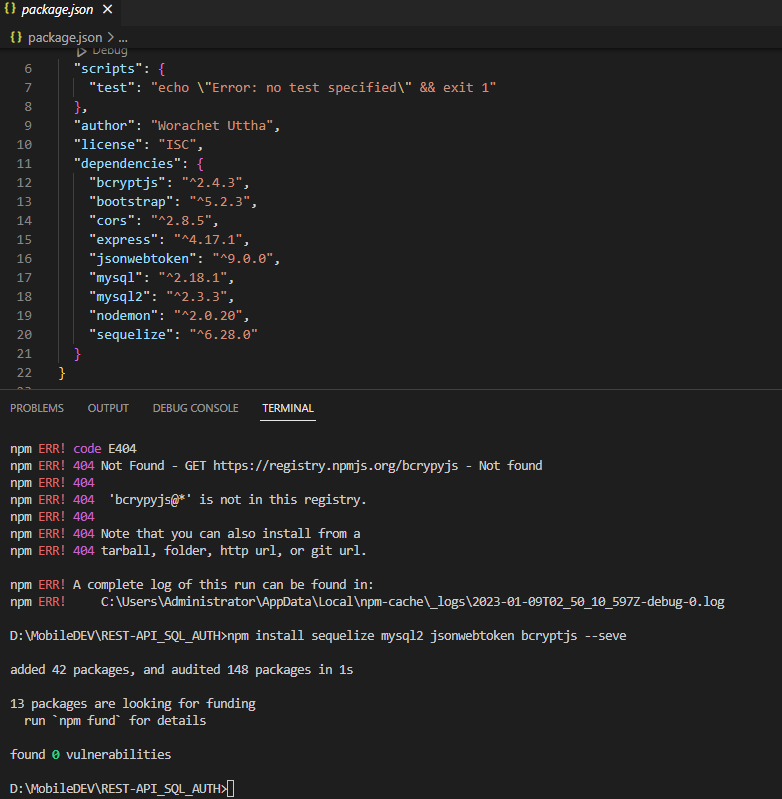 {} package.json ×
{} package.json > ...
Debug
6 "scripts": {
7 "test": "echo \"Error: no test specified\" && exit 1"
8 },
9 "author": "Worachet Uttha",
10 "license": "ISC",
11 "dependencies": {
12 "bcryptjs": "^2.4.3",
13 "bootstrap": "^5.2.3",
14 "cors": "^2.8.5",
15 "express": "^4.17.1",
16 "jsonwebtoken": "^9.0.0",
17 "mysql": "^2.18.1",
18 "mysql2": "^2.3.3",
19 "nodemon": "^2.0.20",
20 "sequelize": "^6.28.0"
21 }
22 }
PROBLEMS OUTPUT DEBUG CONSOLE TERMINAL
npm ERR! code E404
npm ERR! 404 Not Found - GET https://registry.npmjs.org/bcrypyjs - Not found
npm ERR! 404
npm ERR! 404  'bcrypyjs@*' is not in this registry.
npm ERR! 404
npm ERR! 404 Note that you can also install from a
npm ERR! 404 tarball, folder, http url, or git url.
npm ERR! A complete log of this run can be found in:
npm ERR!     C:\Users\Administrator\AppData\Local\npm-cache\_logs\2023-01-09T02_50_10_597Z-debug-0.log
D:\MobileDEV\REST-API_SQL_AUTH>npm install sequelize mysql2 jsonwebtoken bcryptjs --seve
added 42 packages, and audited 148 packages in 1s
13 packages are looking for funding
run `npm fund` for details
found 0 vulnerabilities
D:\MobileDEV\REST-API_SQL_AUTH>